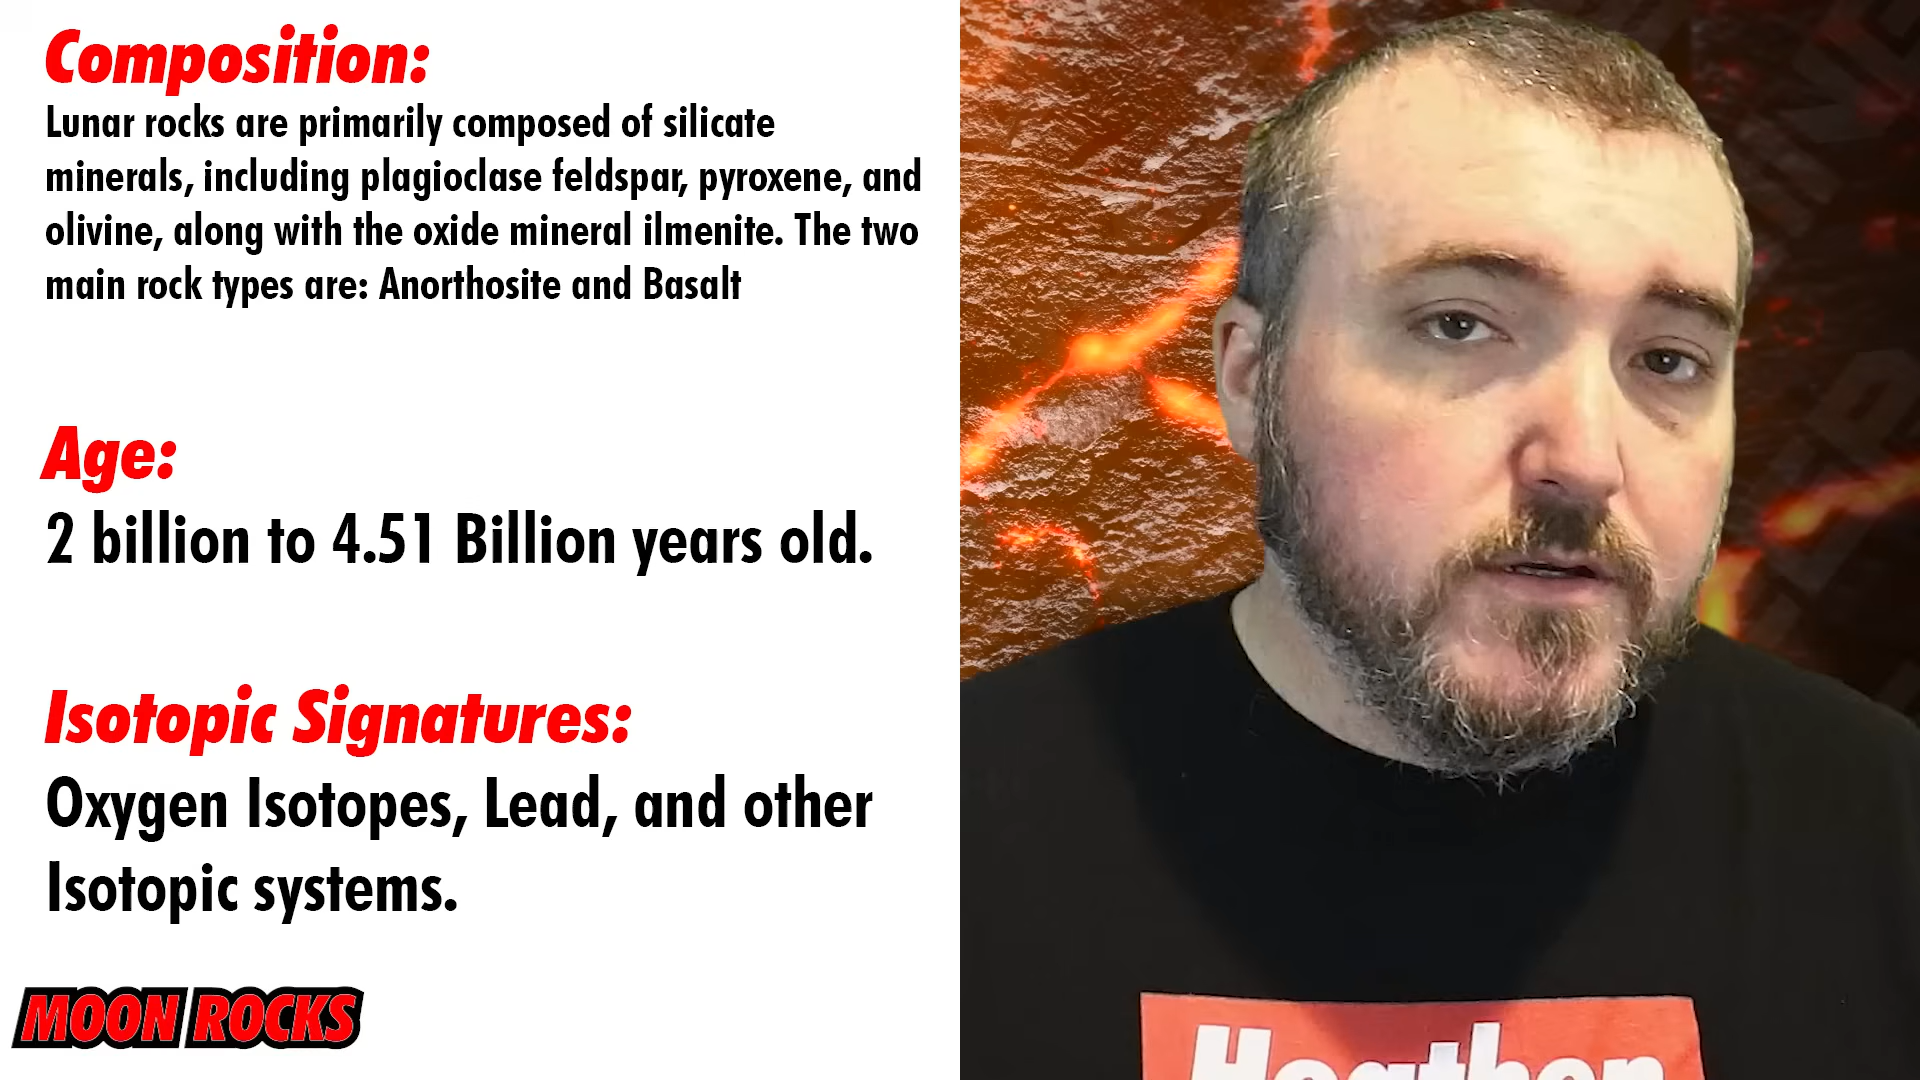 Composition:
Lunar rocks are primarily composed of silicate
minerals, including plagioclase feldspar, pyroxene, and
olivine, along with the oxide mineral ilmenite. The two
main rock types are: Anorthosite and Basalt
Age:
2 billion to 4.51 Billion years old.
Isotopic Signatures:
Oxygen Isotopes, Lead, and other
Isotopic systems.
MOON ROCKS
Heathen